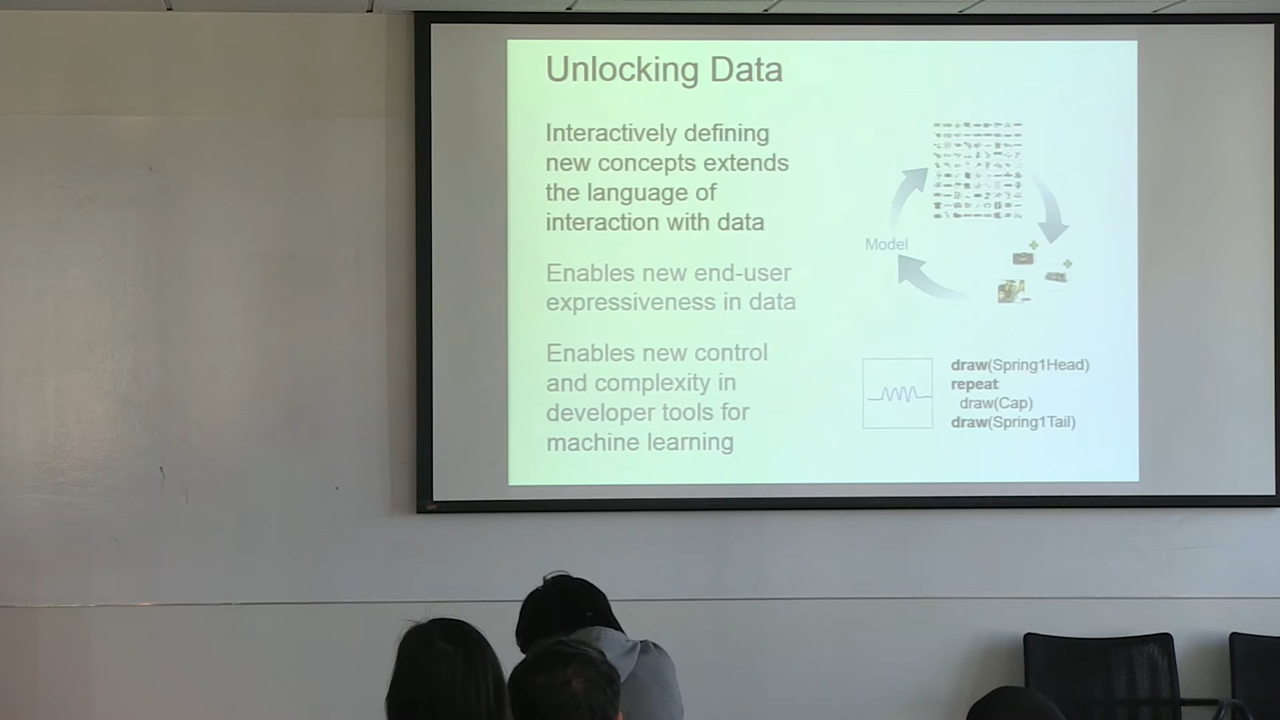 Unlocking Data
Interactively defining
new concepts extends
the language of
interaction with data
Enables new end-user
expressiveness in data
Enables new control
and complexity in
developer tools for
machine learning
Model
draw(Spring1Head)
repeat
draw(Cap)
draw(Spring1Tail)